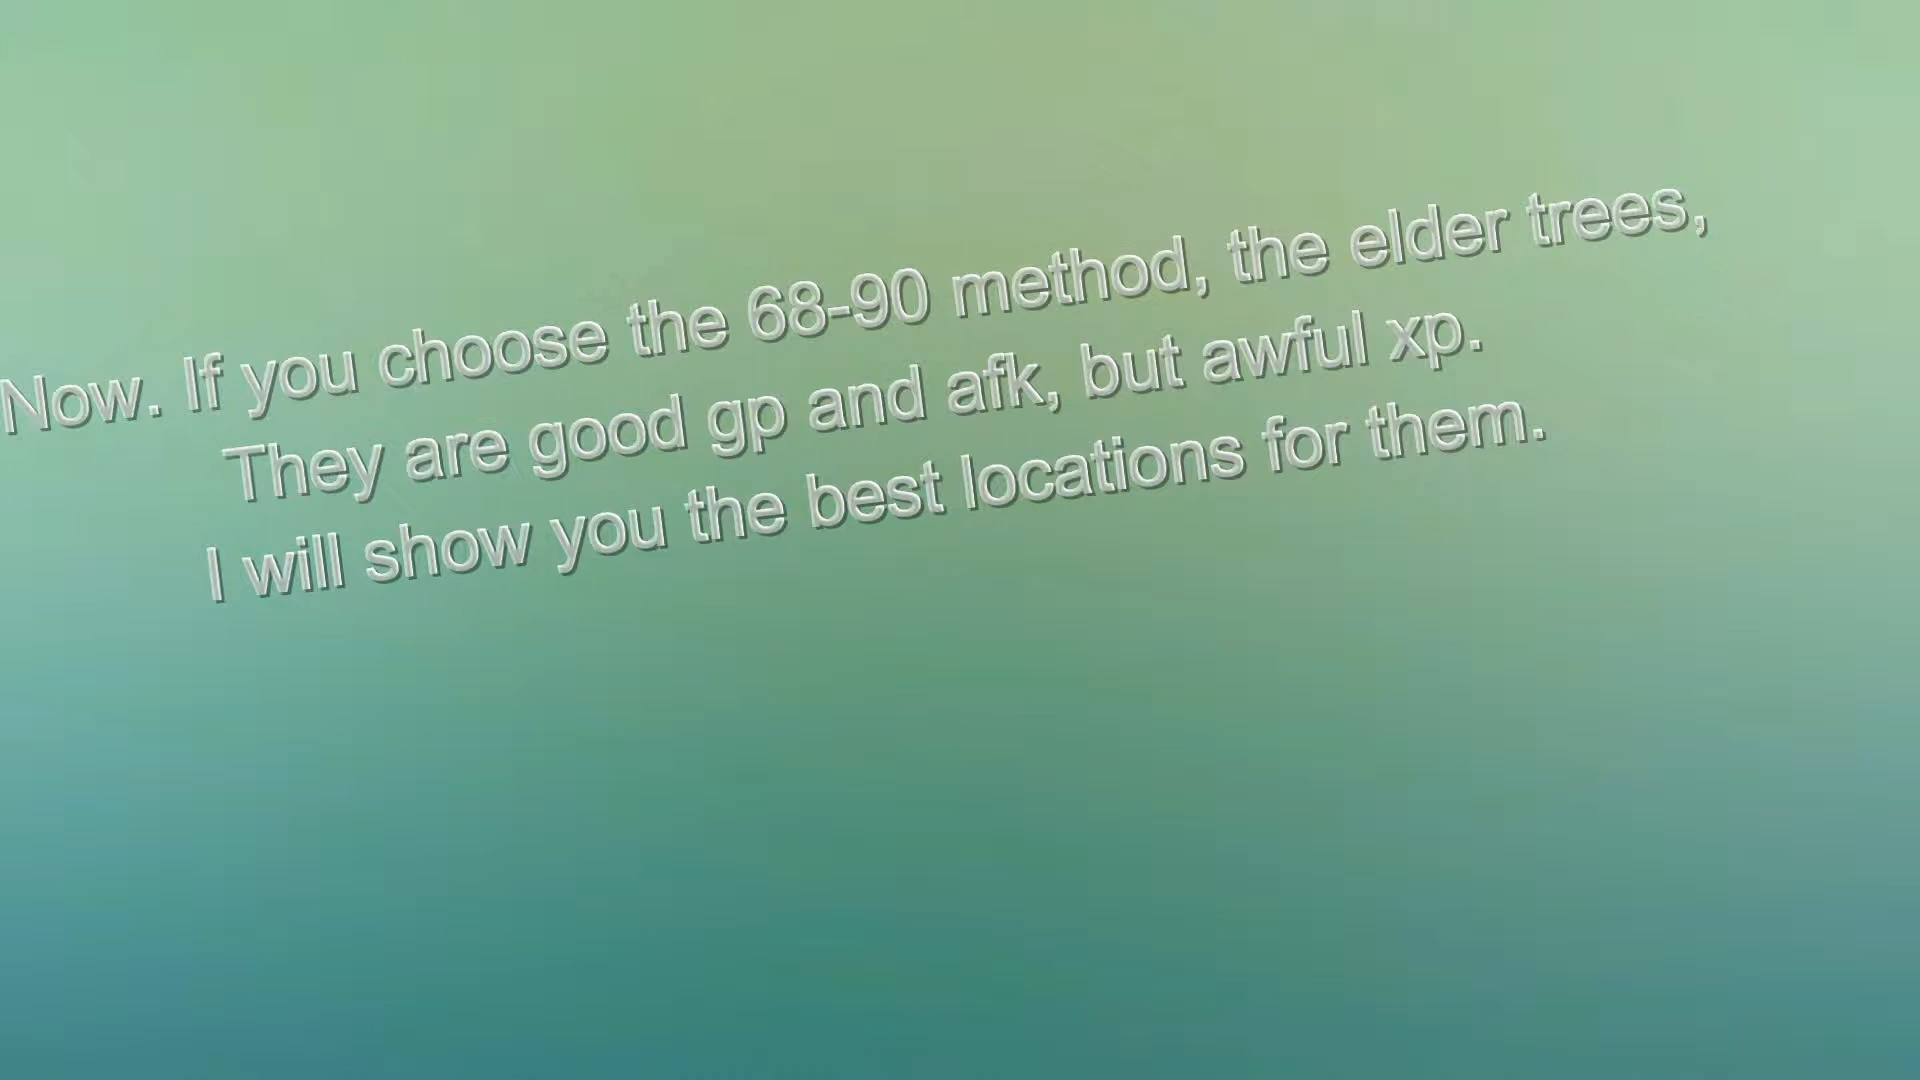 Now. If you choose the 68-90 method, the elder trees,
They are good gp and afk, but awful xp.
I will show you the best locations for them.